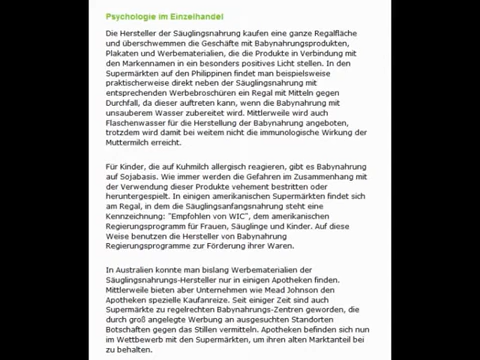 Psychologie im Einzelhandel
Die Hersteller der Säuglingsnahrung kaufen eine ganze Regalfläche
und überschwemmen die Geschäfte mit Babynahrungsprodukten,
Plakaten und Werbematerialien, die die Produkte in Verbindung mit
den Markennamen in ein besonders positives Licht stellen. In den
Supermärkten auf den Philippinen findet man beispielsweise
praktischerweise direkt neben der Säuglingsnahrung mit
entsprechenden Werbebroschüren ein Regal mit Mitteln gegen
Durchfall, da dieser auftreten kann, wenn die Babynahrung mit
unsauberem Wasser zubereitet wird. Mittlerweile wird auch
Flaschenwasser für die Herstellung der Babynahrung angeboten,
trotzdem wird damit bei weitem nicht die immunologische Wirkung der
Muttermilch erreicht.
Für Kinder, die auf Kuhmilch allergisch reagieren, gibt es Babynahrung
auf Sojabasis. Wie immer werden die Gefahren im Zusammenhang mit
der Verwendung dieser Produkte vehement bestritten oder
heruntergespielt. In einigen amerikanischen Supermärkten findet sich
am Regal, in dem die Säuglingsanfangsnahrung steht eine
Kennzeichnung: "Empfohlen von WIC", dem amerikanischen
Regierungsprogramm für Frauen, Säuglinge und Kinder. Auf diese
Weise benutzen die Hersteller von Babynahrung
Regierungsprogramme zur Förderung ihrer Waren.
In Australien konnte man bislang Werbematerialien der
Säuglingsnahrungs-Hersteller nur in einigen Apotheken finden.
Mittlerweile bieten aber Unternehmen wie Mead Johnson den
Apotheken spezielle Kaufanreize. Seit einiger Zeit sind auch
Supermärkte zu regelrechten Babynahrungs-Zentren geworden, die
durch groß angelegte Werbung an ausgesuchten Standorten
Botschaften gegen das Stillen vermitteln. Apotheken befinden sich nun
im Wettbewerb mit den Supermärkten, um ihren alten Marktanteil bei
zu behalten.